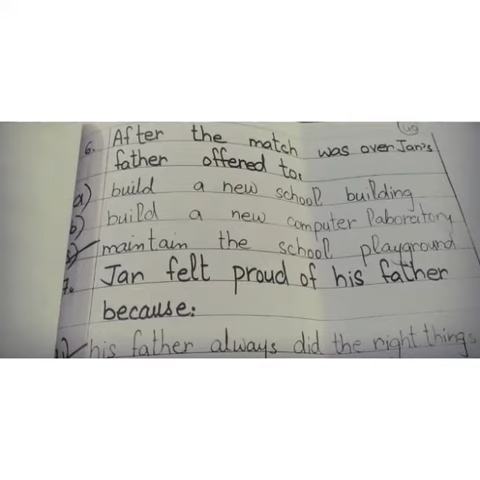 6. After the match was over Jan's
father offered to.
a) build a new school building
b) build a new computer laboratory
maintain the school playground
7. Jan felt proud of his father
because:
his father always did the right things